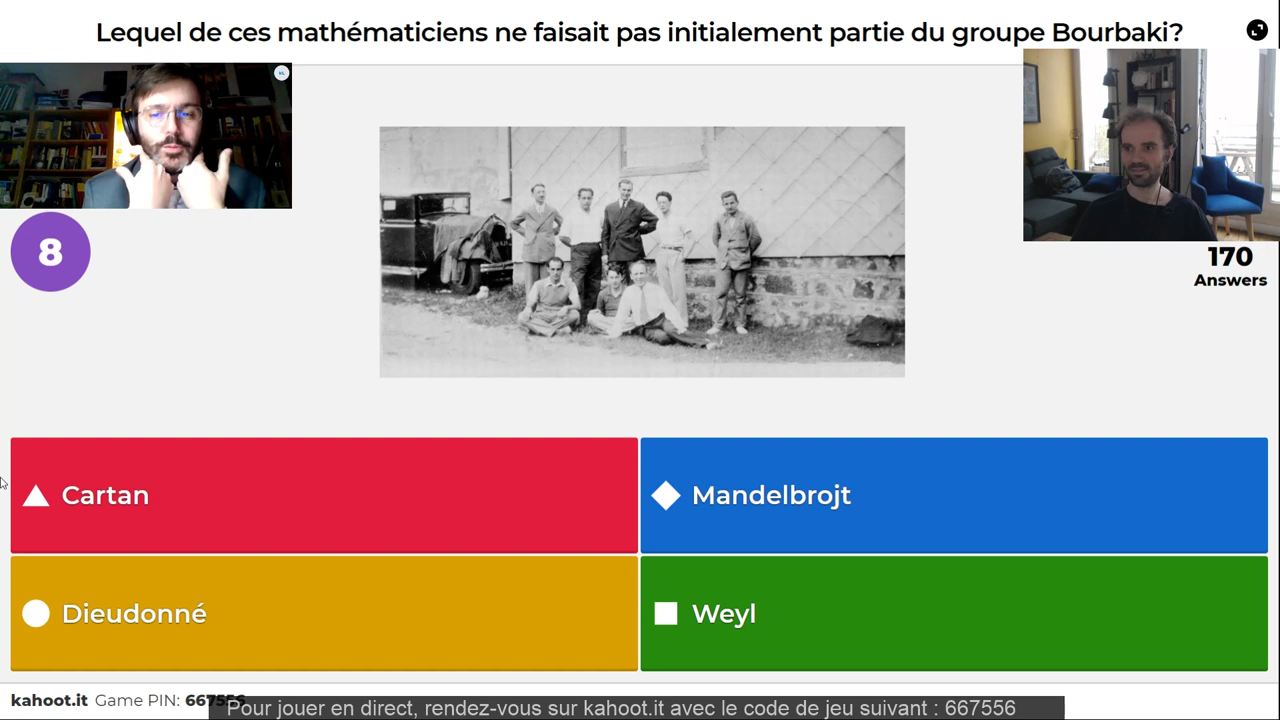 Lequel de ces mathématiciens ne faisait pas initialement partie du groupe Bourbaki?
8
170
Answers
Cartan
Mandelbrojt
Dieudonné
Weyl
kahoot.it Game PIN: 667556
Pour jouer en direct, rendez-vous sur kahoot.it avec le code de jeu suivant : 667556